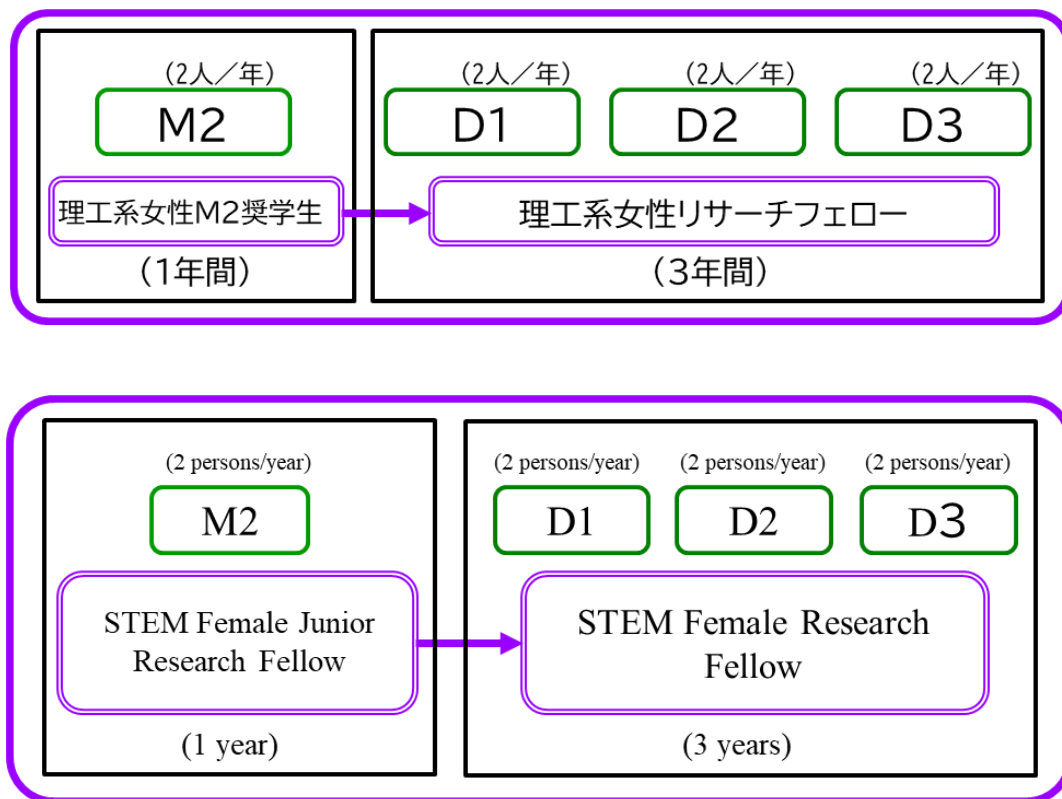 (2人／年)
(2人／年)
(2人／年)
(2人／年)
M2
D1
D2
D3
理工系女性M2奨学生
理工系女性リサーチフェロー
(1年間)
(3年間)
(2 persons/year)
(2 persons/year)
(2 persons/year)
(2 persons/year)
M2
D1
D2
D3
STEM Female Junior
Research Fellow
STEM Female Research
Fellow
(1 year)
(3 years)